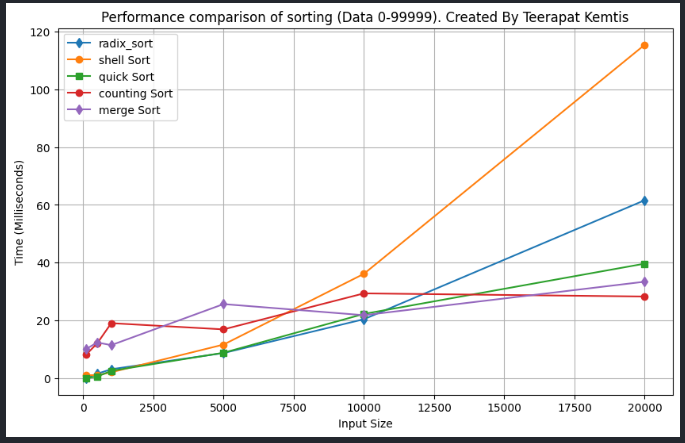 Performance comparison of sorting (Data 0-99999). Created By Teerapat Kemtis
120
100
80
60
40
20
0
Time (Milliseconds)
radix_sort
shell Sort
quick Sort
counting Sort
merge Sort
0 2500 5000 7500 10000 12500 15000 17500 20000
Input Size